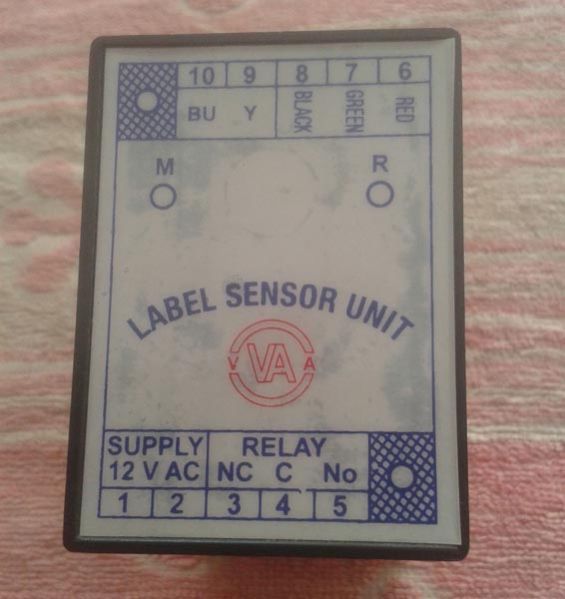 10 9 8 7 6
BU Y BLACK GREEN RED
M R
LABEL SENSOR UNIT
V VA A
SUPPLY RELAY
12 V AC NC C No
1 2 3 4 5